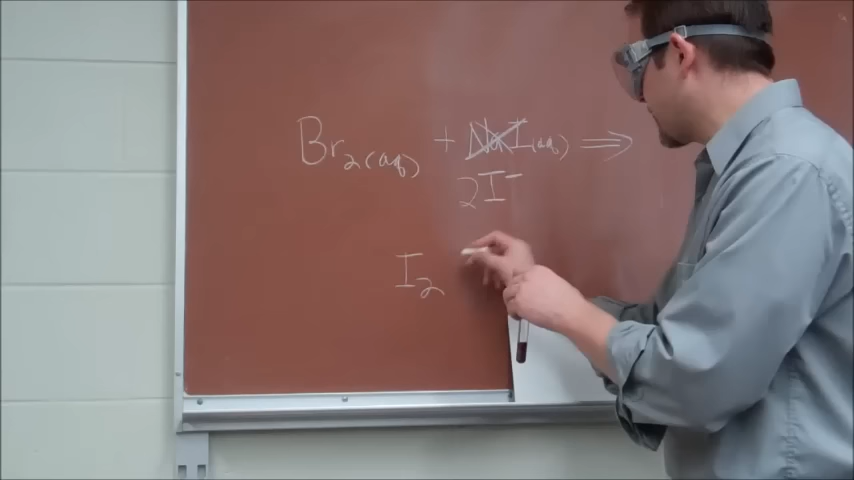 Br₂(aq) + NaI(aq) ⟹
2I⁻
I₂